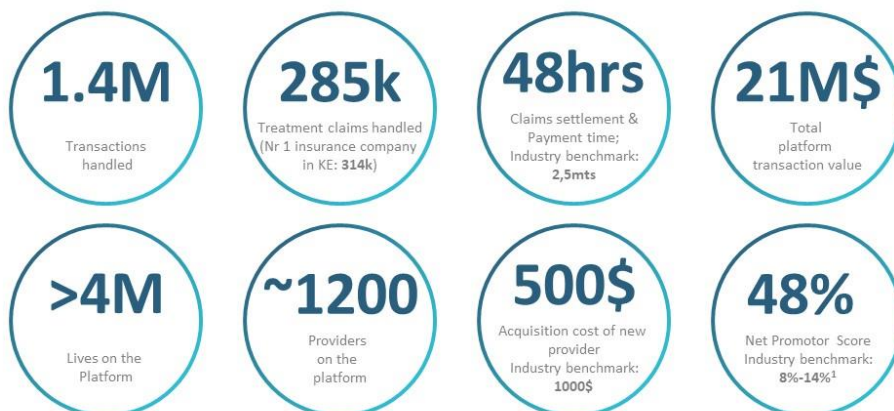 1.4M
Transactions
handled
285k
Treatment claims handled
(Nr 1 insurance company
in KE: 314k)
48hrs
Claims settlement &
Payment time;
Industry benchmark:
2,5mts
21M$
Total
platform
transaction value
>4M
Lives on the
Platform
~1200
Providers
on the
platform
500$
Acquisition cost of new
provider
Industry benchmark:
1000$
48%
Net Promotor Score
Industry benchmark:
8%-14%¹